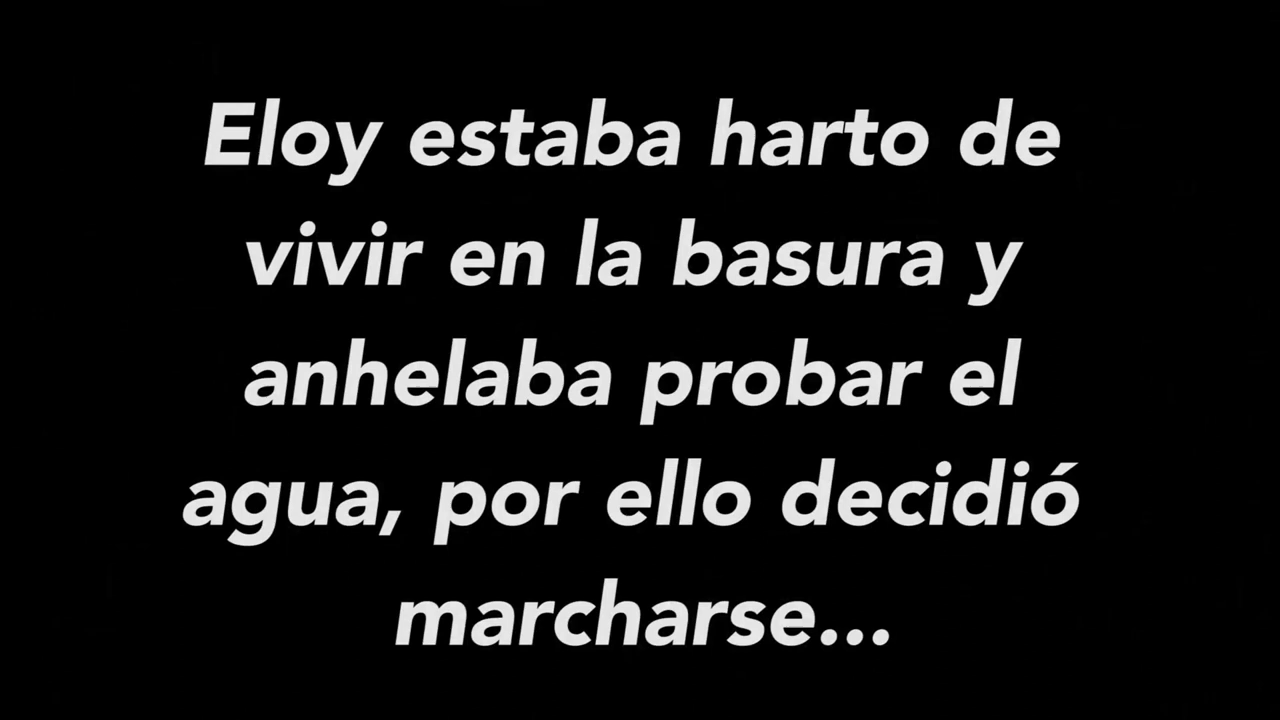 Eloy estaba harto de
vivir en la basura y
anhelaba probar el
agua, por ello decidió
marcharse...